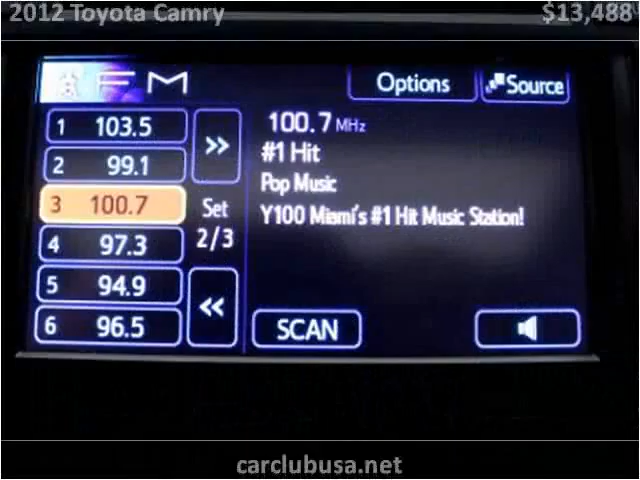 2012 Toyota Camry $13,488
FM Options Source
1 103.5
2 99.1
3 100.7
4 97.3
5 94.9
6 96.5
>>
Set
2/3
<<
100.7 MHz
#1 Hit
Pop Music
Y100 Miami's #1 Hit Music Station!
SCAN
carclubusa.net